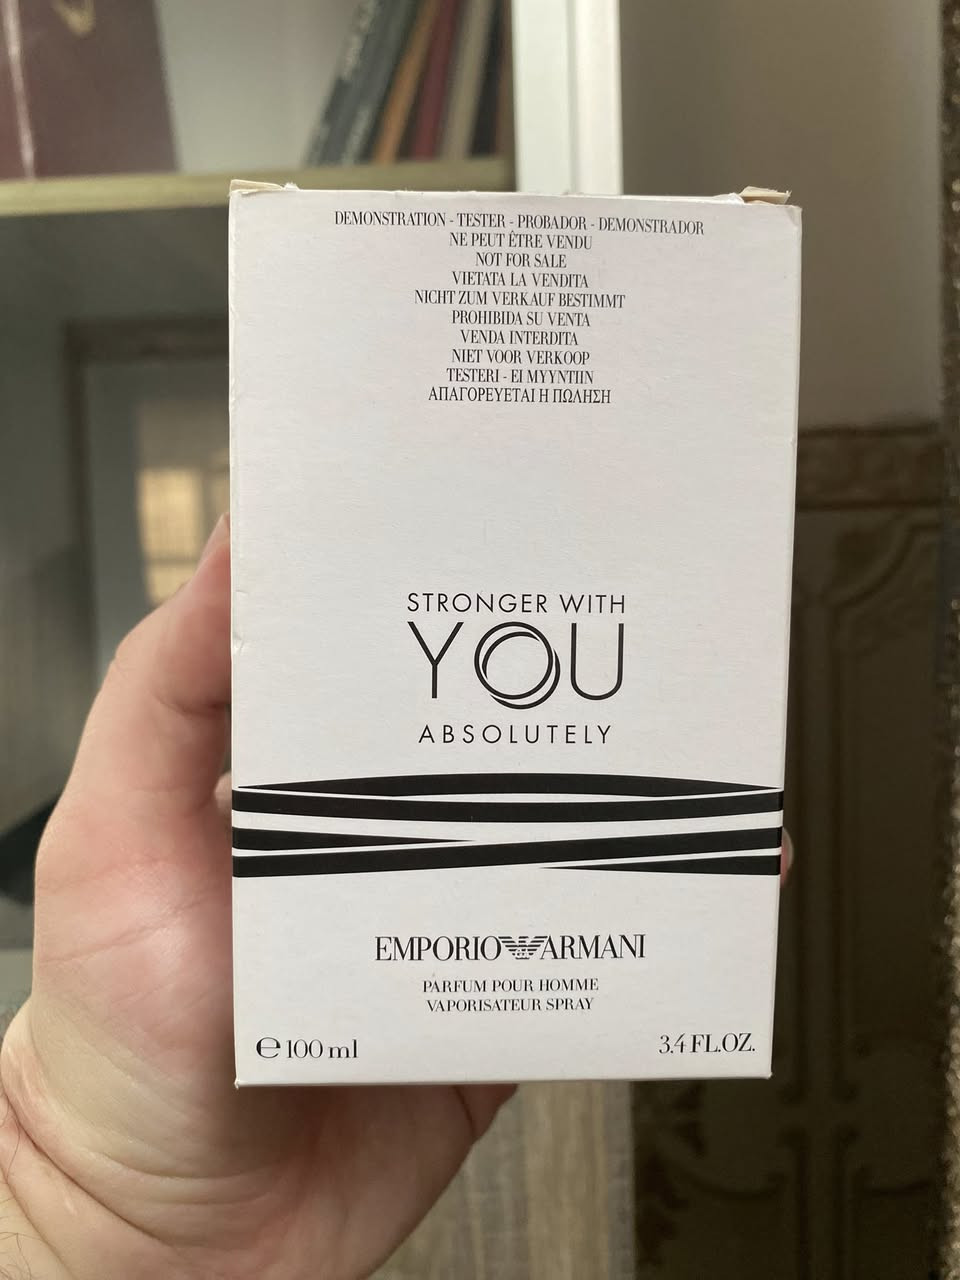 DEMONSTRATION - TESTER - PROBADOR - DEMONSTRADOR
NE PEUT ÊTRE VENDU
NOT FOR SALE
VIETATA LA VENDITA
NICHT ZUM VERKAUF BESTIMMT
PROHIBIDA SU VENTA
VENDA INTERDITA
NIET VOOR VERKOOP
TESTERI - EI MYYNTIIN
ΑΠΑΓΟΡΕΥΕΤΑΙ Η ΠΩΛΗΣΗ
STRONGER WITH
YOU
ABSOLUTELY
EMPORIO ARMANI
PARFUM POUR HOMME
VAPORISATEUR SPRAY
℮ 100 ml 3.4 FL.OZ.